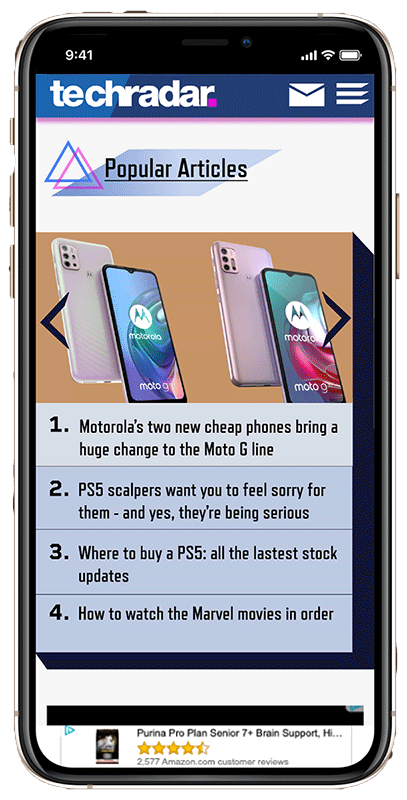 9:41
techradar.
Popular Articles
motorola
moto g
motorola
moto g
1. Motorola's two new cheap phones bring a
huge change to the Moto G line
2. PS5 scalpers want you to feel sorry for
them - and yes, they're being serious
3. Where to buy a PS5: all the lastest stock
updates
4. How to watch the Marvel movies in order
Purina Pro Plan Senior 7+ Brain Support, Hi...
2,577 Amazon.com customer reviews